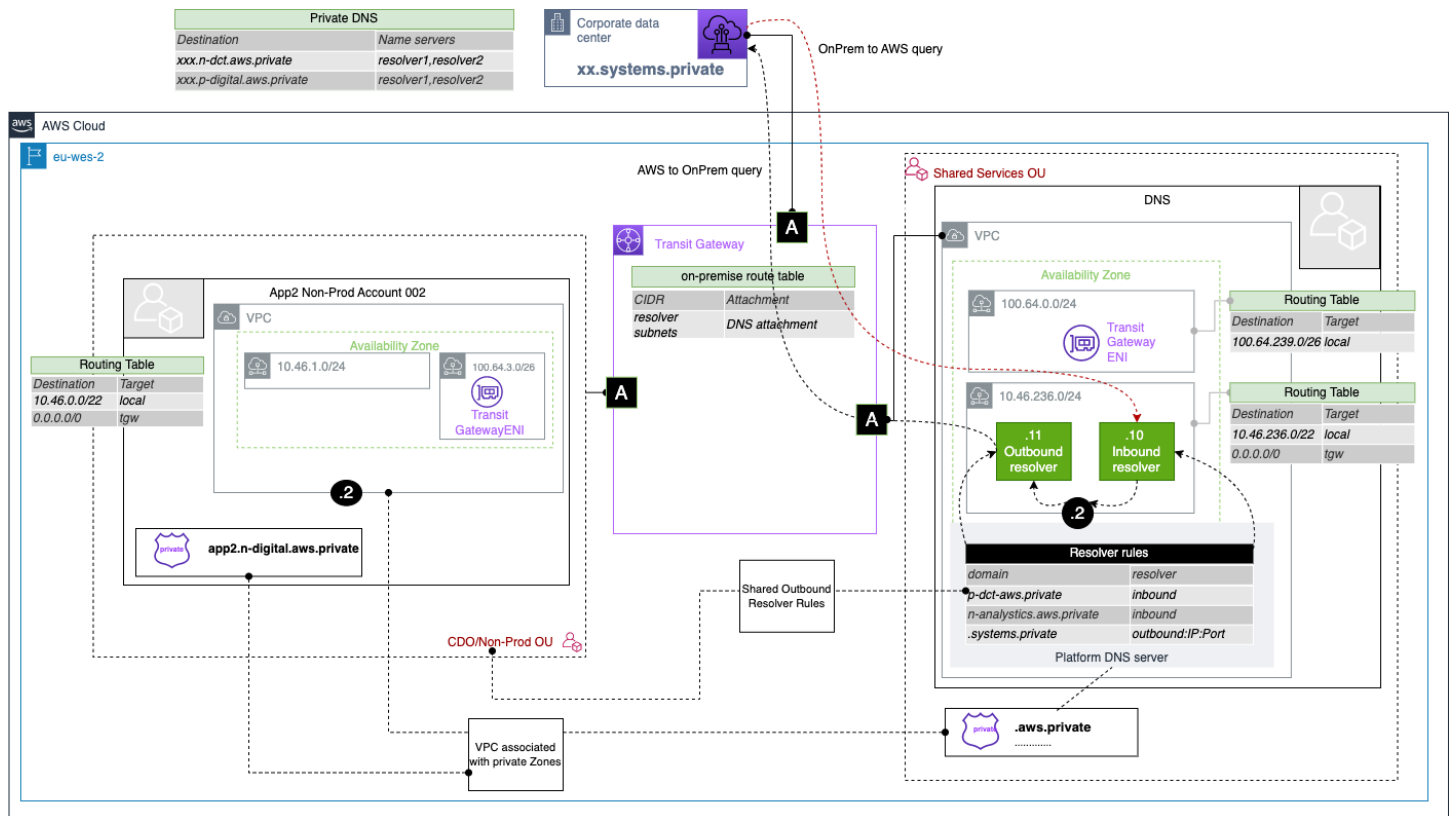 Private DNS
Destination Name servers
xxx.n-dct.aws.private resolver1,resolver2
xxx.p-digital.aws.private resolver1,resolver2
Corporate data
center
xx.systems.private
OnPrem to AWS query
aws
AWS Cloud
eu-wes-2
AWS to OnPrem query
Shared Services OU
DNS
A
Transit Gateway
on-premise route table
CIDR Attachment
resolver
subnets
DNS attachment
A
A
App2 Non-Prod Account 002
VPC
Availability Zone
10.46.1.0/24
100.64.3.0/26
Transit
GatewayENI
Routing Table
Destination Target
10.46.0.0/22 local
0.0.0.0/0 tgw
.2
private
app2.n-digital.aws.private
CDO/Non-Prod OU
VPC
Availability Zone
100.64.0.0/24
Transit
Gateway
ENI
Routing Table
Destination Target
100.64.239.0/26 local
10.46.236.0/24
Routing Table
Destination Target
10.46.236.0/22 local
0.0.0.0/0 tgw
.11
Outbound
resolver
.10
Inbound
resolver
.2
Resolver rules
domain resolver
p-dct-aws.private inbound
n-analystics.aws.private inbound
.systems.private outbound:IP:Port
Platform DNS server
Shared Outbound
Resolver Rules
VPC associated
with private Zones
private
.aws.private
.............